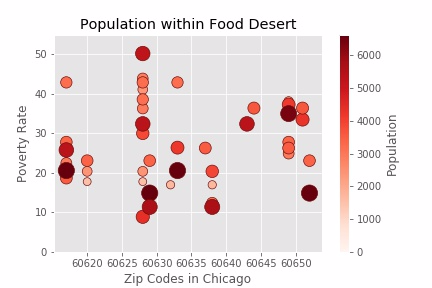 Population within Food Desert
50
40
30
20
10
0
Poverty Rate
60620 60625 60630 60635 60640 60645 60650
Zip Codes in Chicago
6000
5000
4000
3000
2000
1000
0
Population